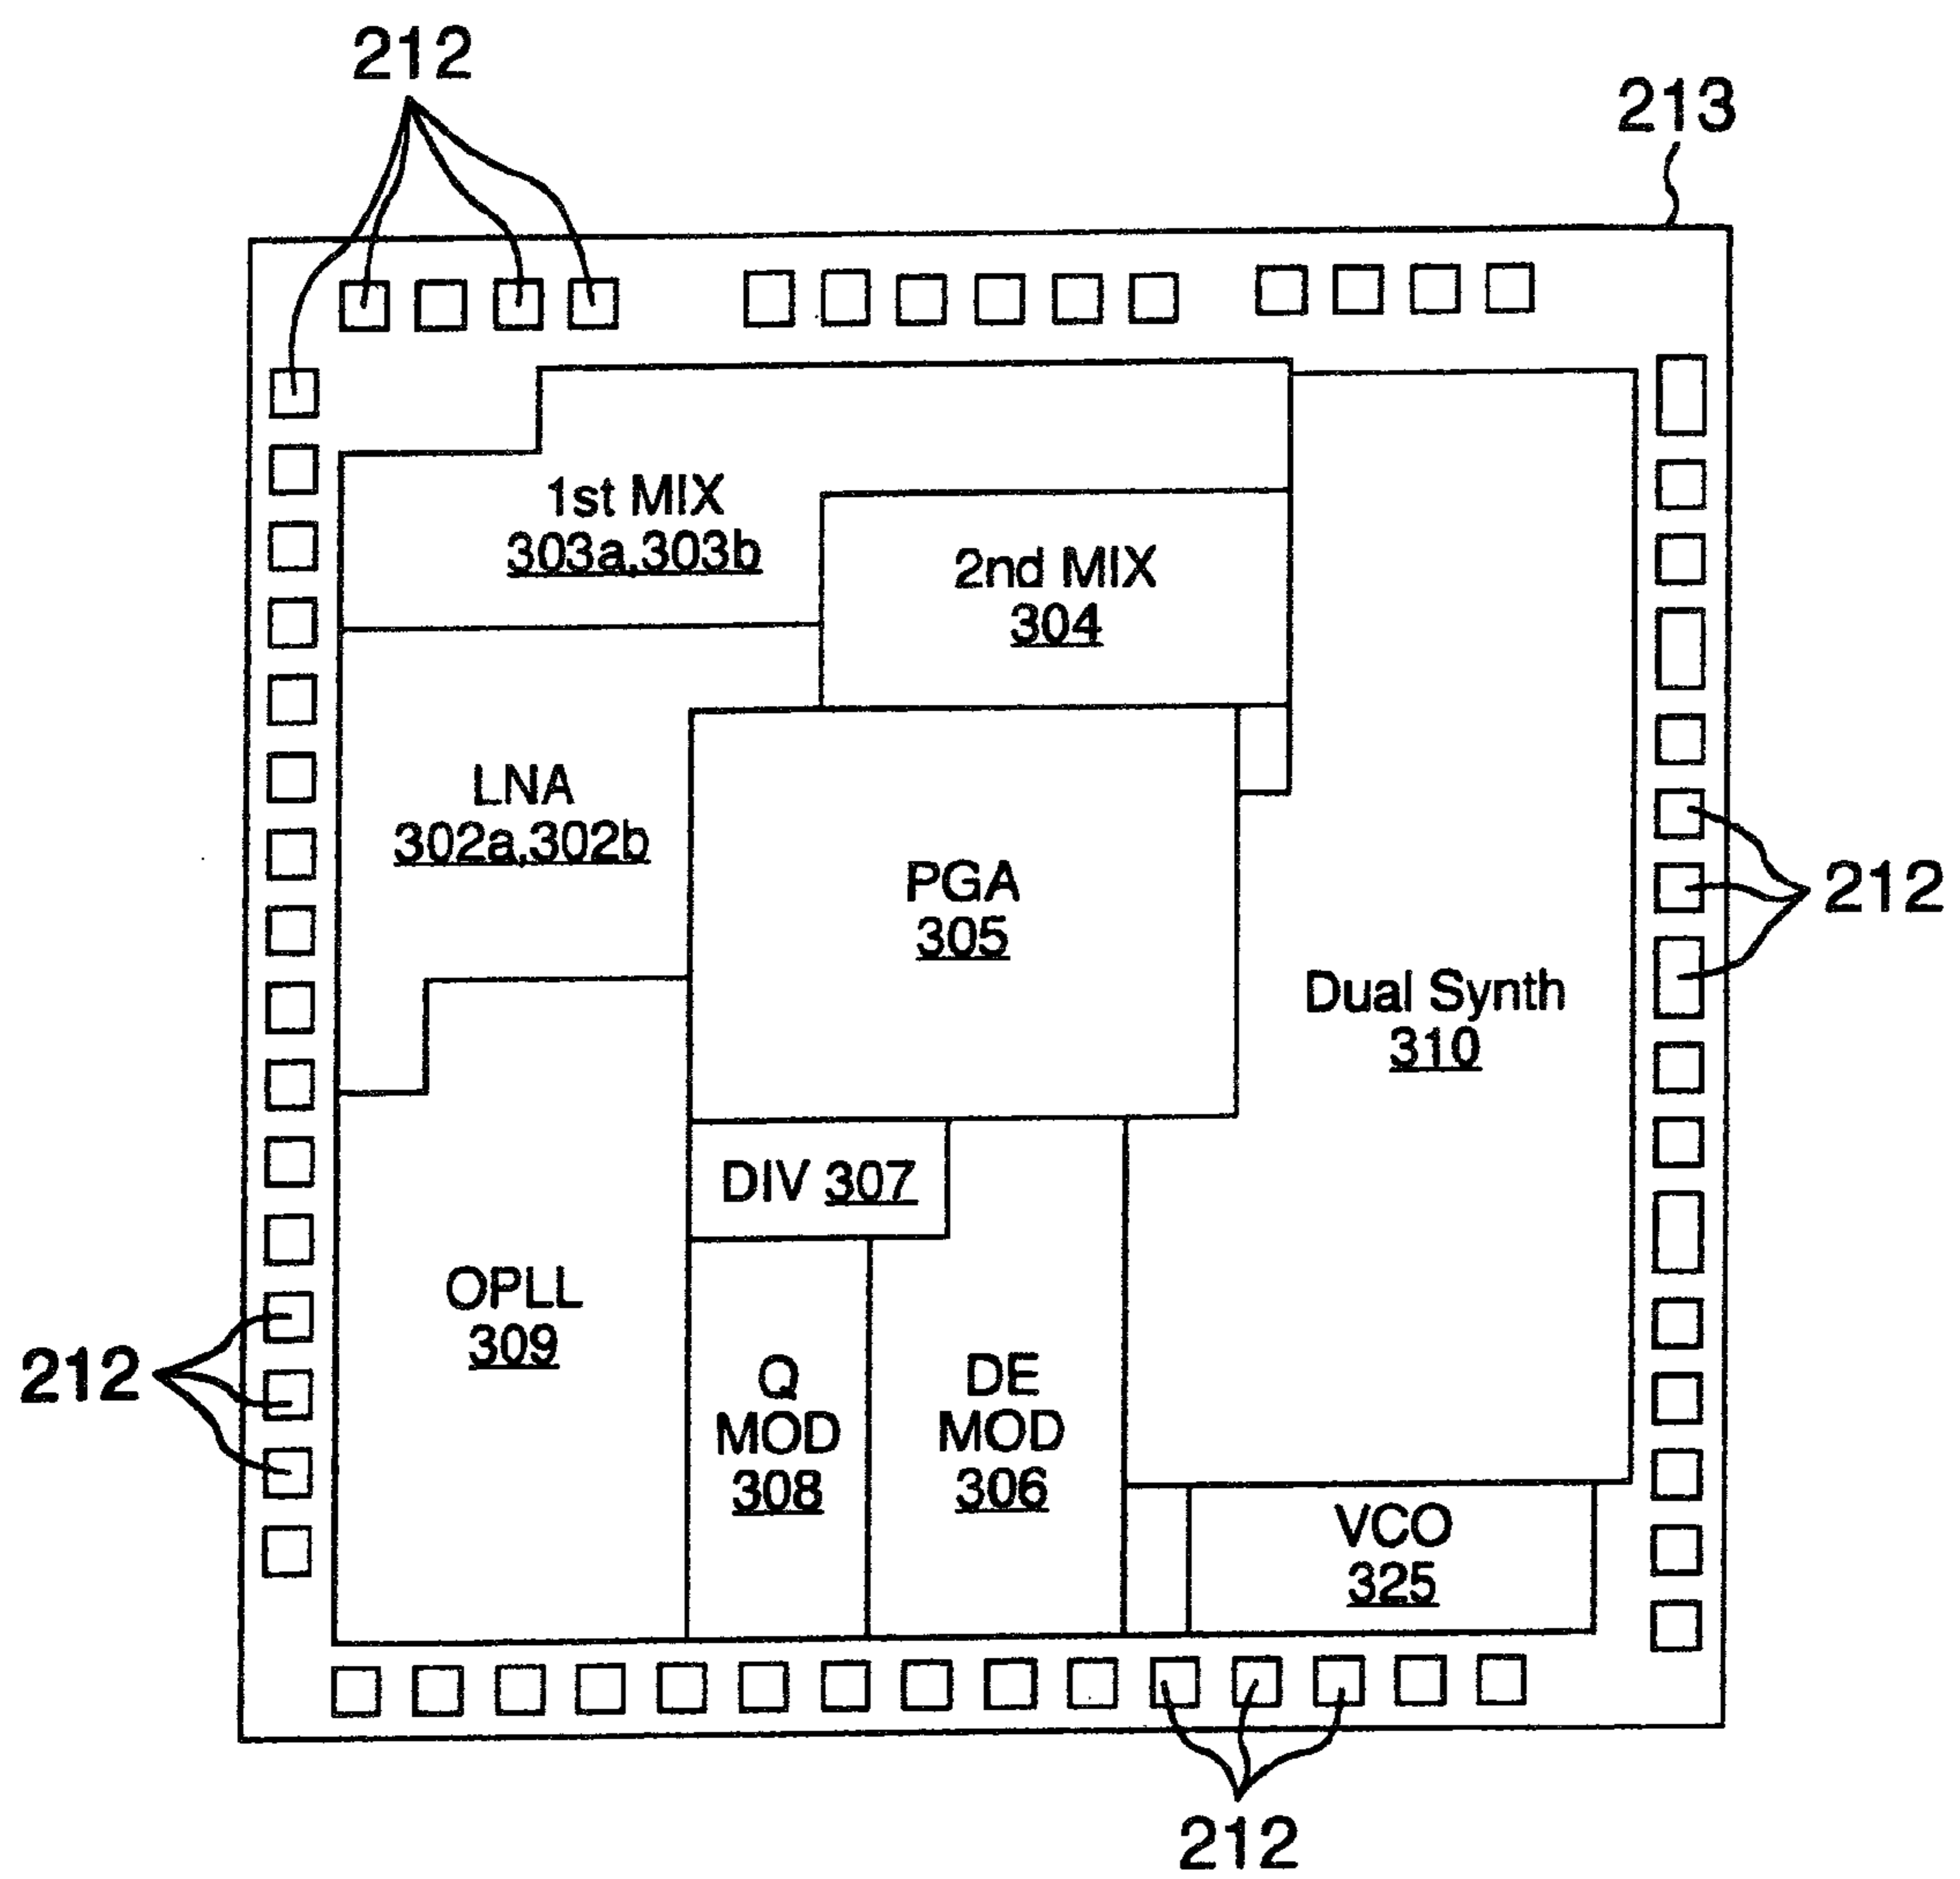 212
213
1st MIX
303a,303b
2nd MIX
304
LNA
302a,302b
PGA
305
212
Dual Synth
310
DIV 307
OPLL
309
212
Q
MOD
308
DE
MOD
306
VCO
325
212